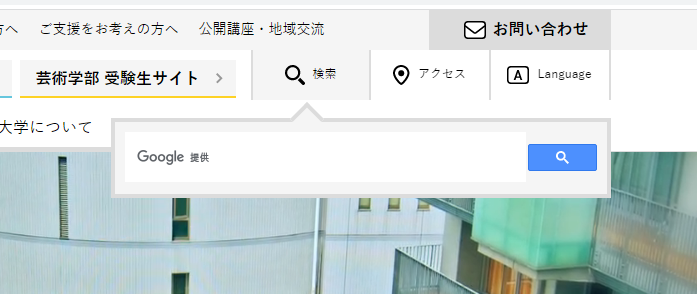 方へ ご支援をお考えの方へ 公開講座・地域交流 お問い合わせ
芸術学部 受験生サイト 検索 アクセス A Language
大学について
Google 提供